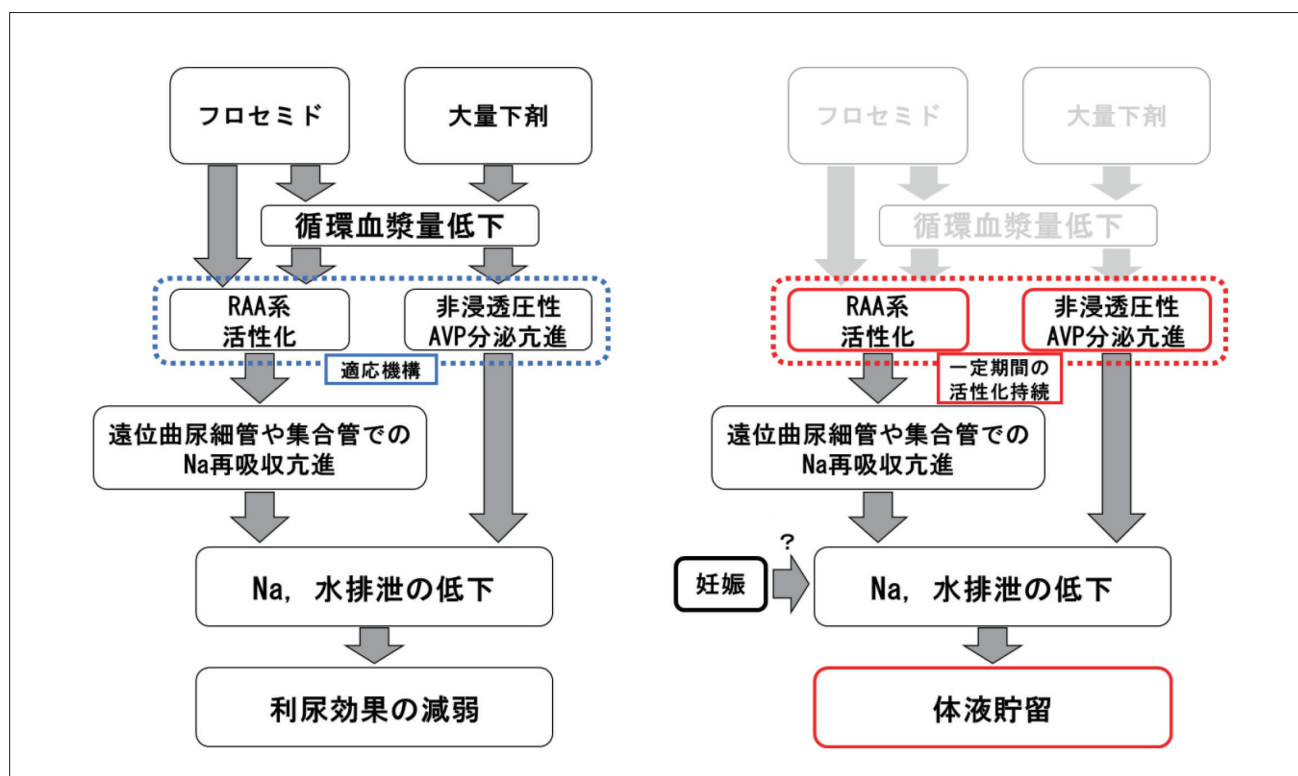 フロセミド
大量下剤
循環血漿量低下
RAA系
活性化
非浸透圧性
AVP分泌亢進
適応機構
遠位曲尿細管や集合管での
Na再吸収亢進
Na, 水排泄の低下
利尿効果の減弱
フロセミド
大量下剤
循環血漿量低下
RAA系
活性化
非浸透圧性
AVP分泌亢進
一定期間の
活性化持続
遠位曲尿細管や集合管での
Na再吸収亢進
?
妊娠
Na, 水排泄の低下
体液貯留